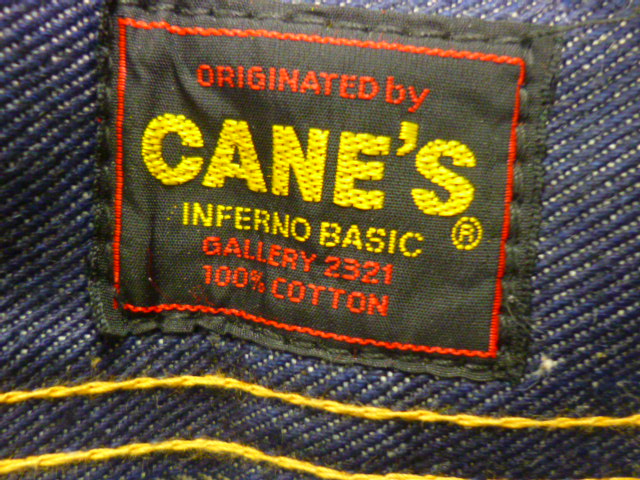 ORIGINATED by
CANE'S
INFERNO BASIC ®
GALLERY 2321
100% COTTON